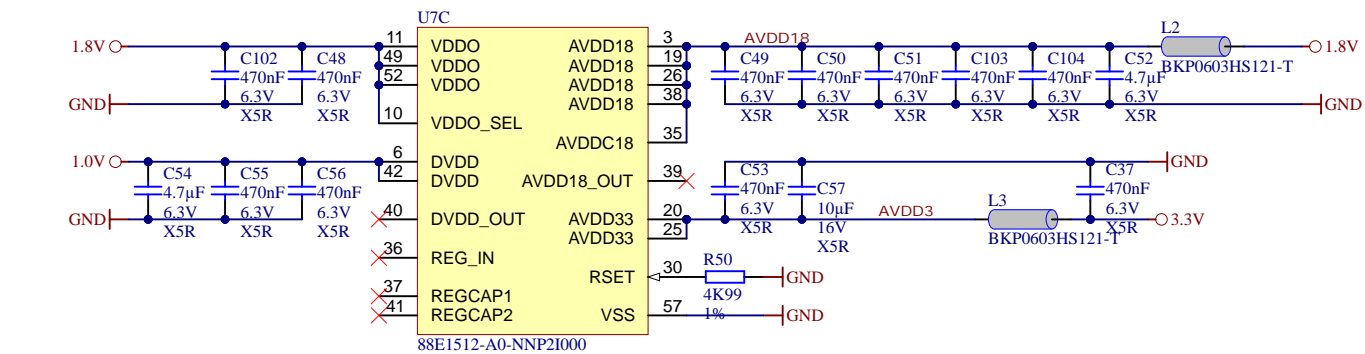 U7C
1.8V
C102
470nF
6.3V
X5R
C48
470nF
6.3V
X5R
GND
11 VDDO
49 VDDO
52 VDDO
10 VDDO_SEL
1.0V
C54
4.7µF
6.3V
X5R
C55
470nF
6.3V
X5R
C56
470nF
6.3V
X5R
GND
6 DVDD
42 DVDD
40 DVDD_OUT
36 REG_IN
37 REGCAP1
41 REGCAP2
AVDD18 3
AVDD18 19
AVDD18 26
AVDD18 38
AVDDC18 35
AVDD18_OUT 39
AVDD33 20
AVDD33 25
RSET 30
VSS 57
88E1512-A0-NNP2I000
AVDD18
C49
470nF
6.3V
X5R
C50
470nF
6.3V
X5R
C51
470nF
6.3V
X5R
C103
470nF
6.3V
X5R
C104
470nF
6.3V
X5R
C52
4.7µF
6.3V
X5R
L2
BKP0603HS121-T
1.8V
GND
C53
470nF
6.3V
X5R
C57
10µF
16V
X5R
AVDD3
L3
BKP0603HS121-T
C37
470nF
6.3V
X5R
GND
3.3V
R50
4K99
1%
GND
GND